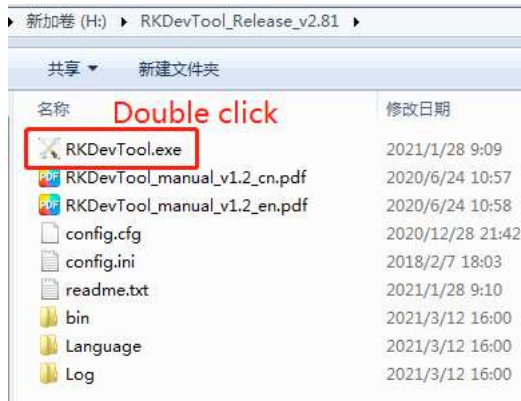 新加卷 (H:) ▸ RKDevTool_Release_v2.81 ▸
共享 ▼ 新建文件夹
名称 Double click 修改日期
RKDevTool.exe 2021/1/28 9:09
RKDevTool_manual_v1.2_cn.pdf 2020/6/24 10:57
RKDevTool_manual_v1.2_en.pdf 2020/6/24 10:58
config.cfg 2020/12/28 21:42
config.ini 2018/2/7 18:03
readme.txt 2021/1/28 9:10
bin 2021/3/12 16:00
Language 2021/3/12 16:00
Log 2021/3/12 16:00